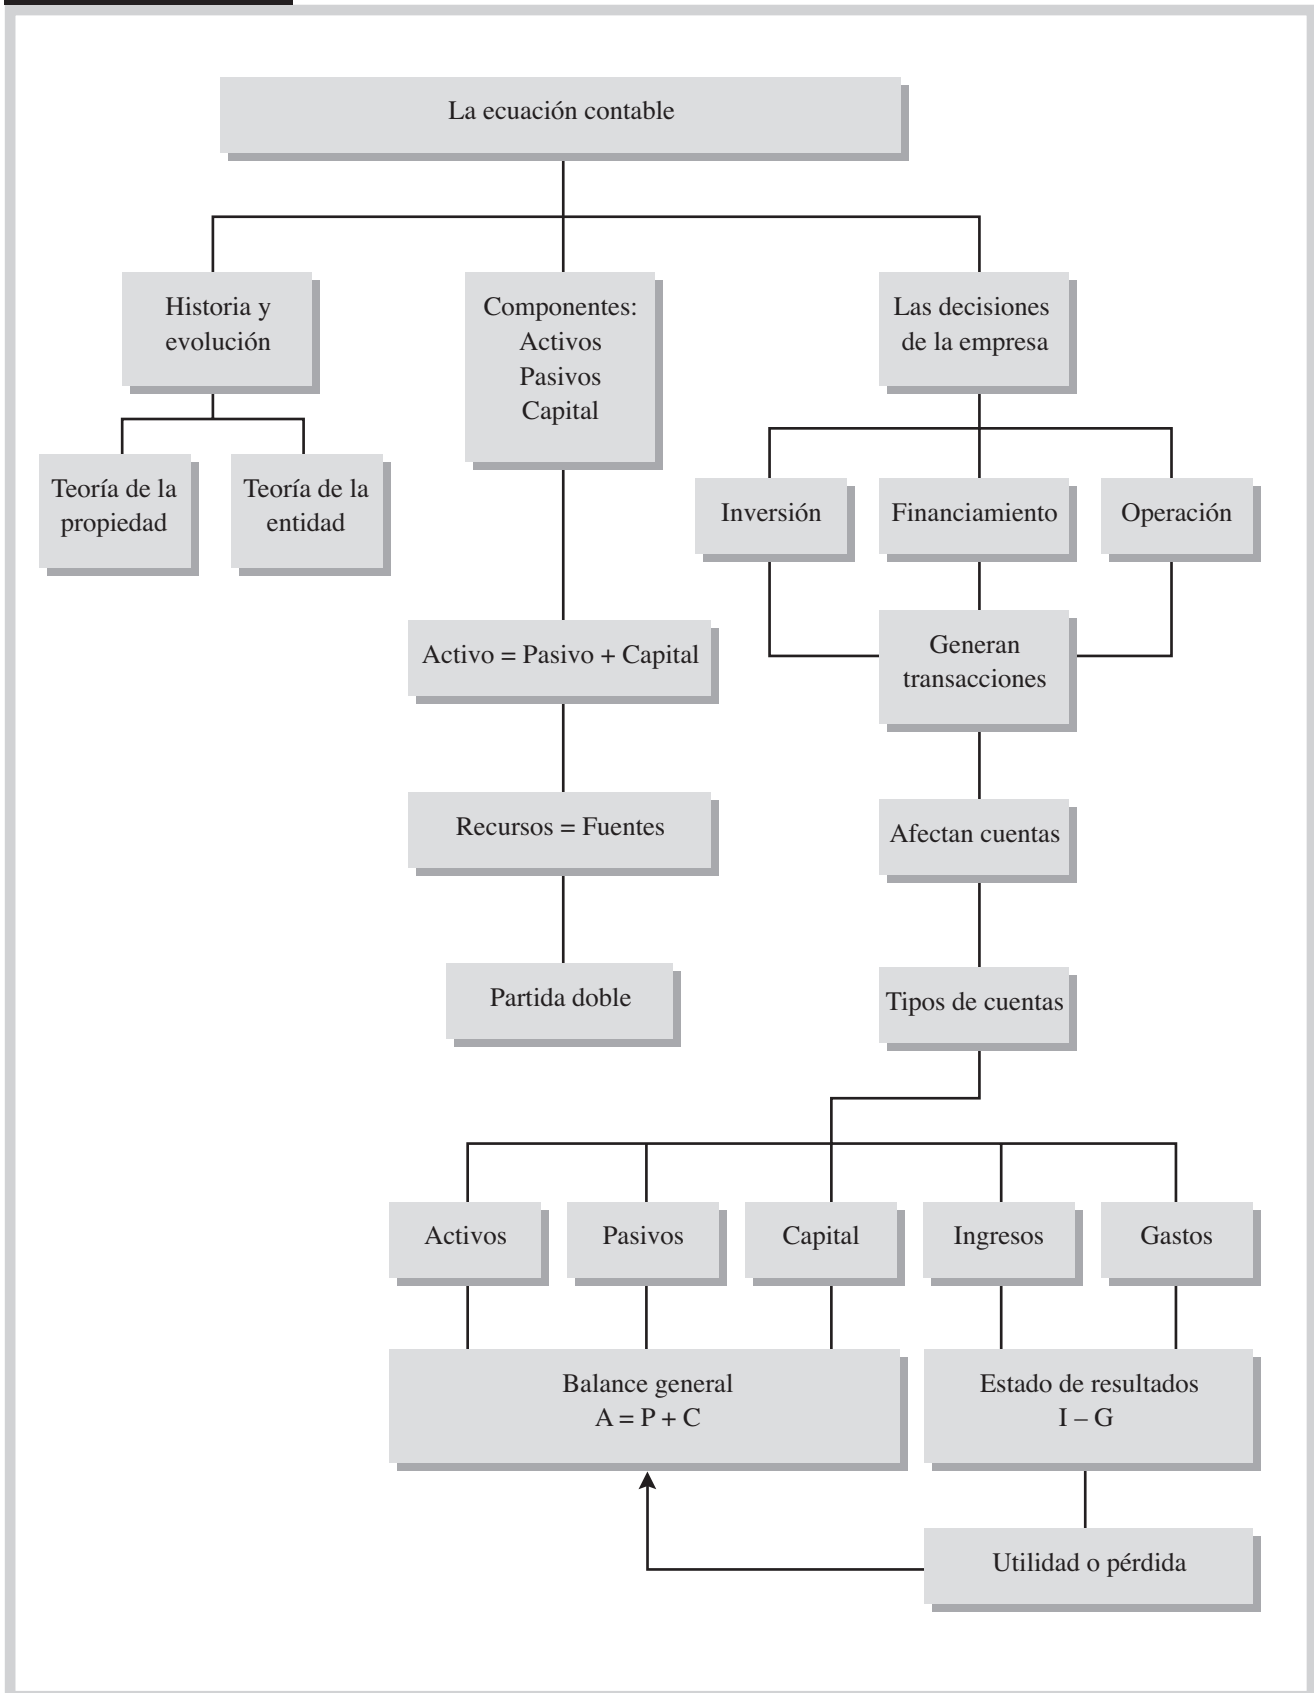 La ecuación contable
Historia y
evolución
Componentes:
Activos
Pasivos
Capital
Las decisiones
de la empresa
Teoría de la
propiedad
Teoría de la
entidad
Inversión
Financiamiento
Operación
Activo = Pasivo + Capital
Generan
transacciones
Recursos = Fuentes
Afectan cuentas
Partida doble
Tipos de cuentas
Activos
Pasivos
Capital
Ingresos
Gastos
Balance general
A = P + C
Estado de resultados
I – G
Utilidad o pérdida